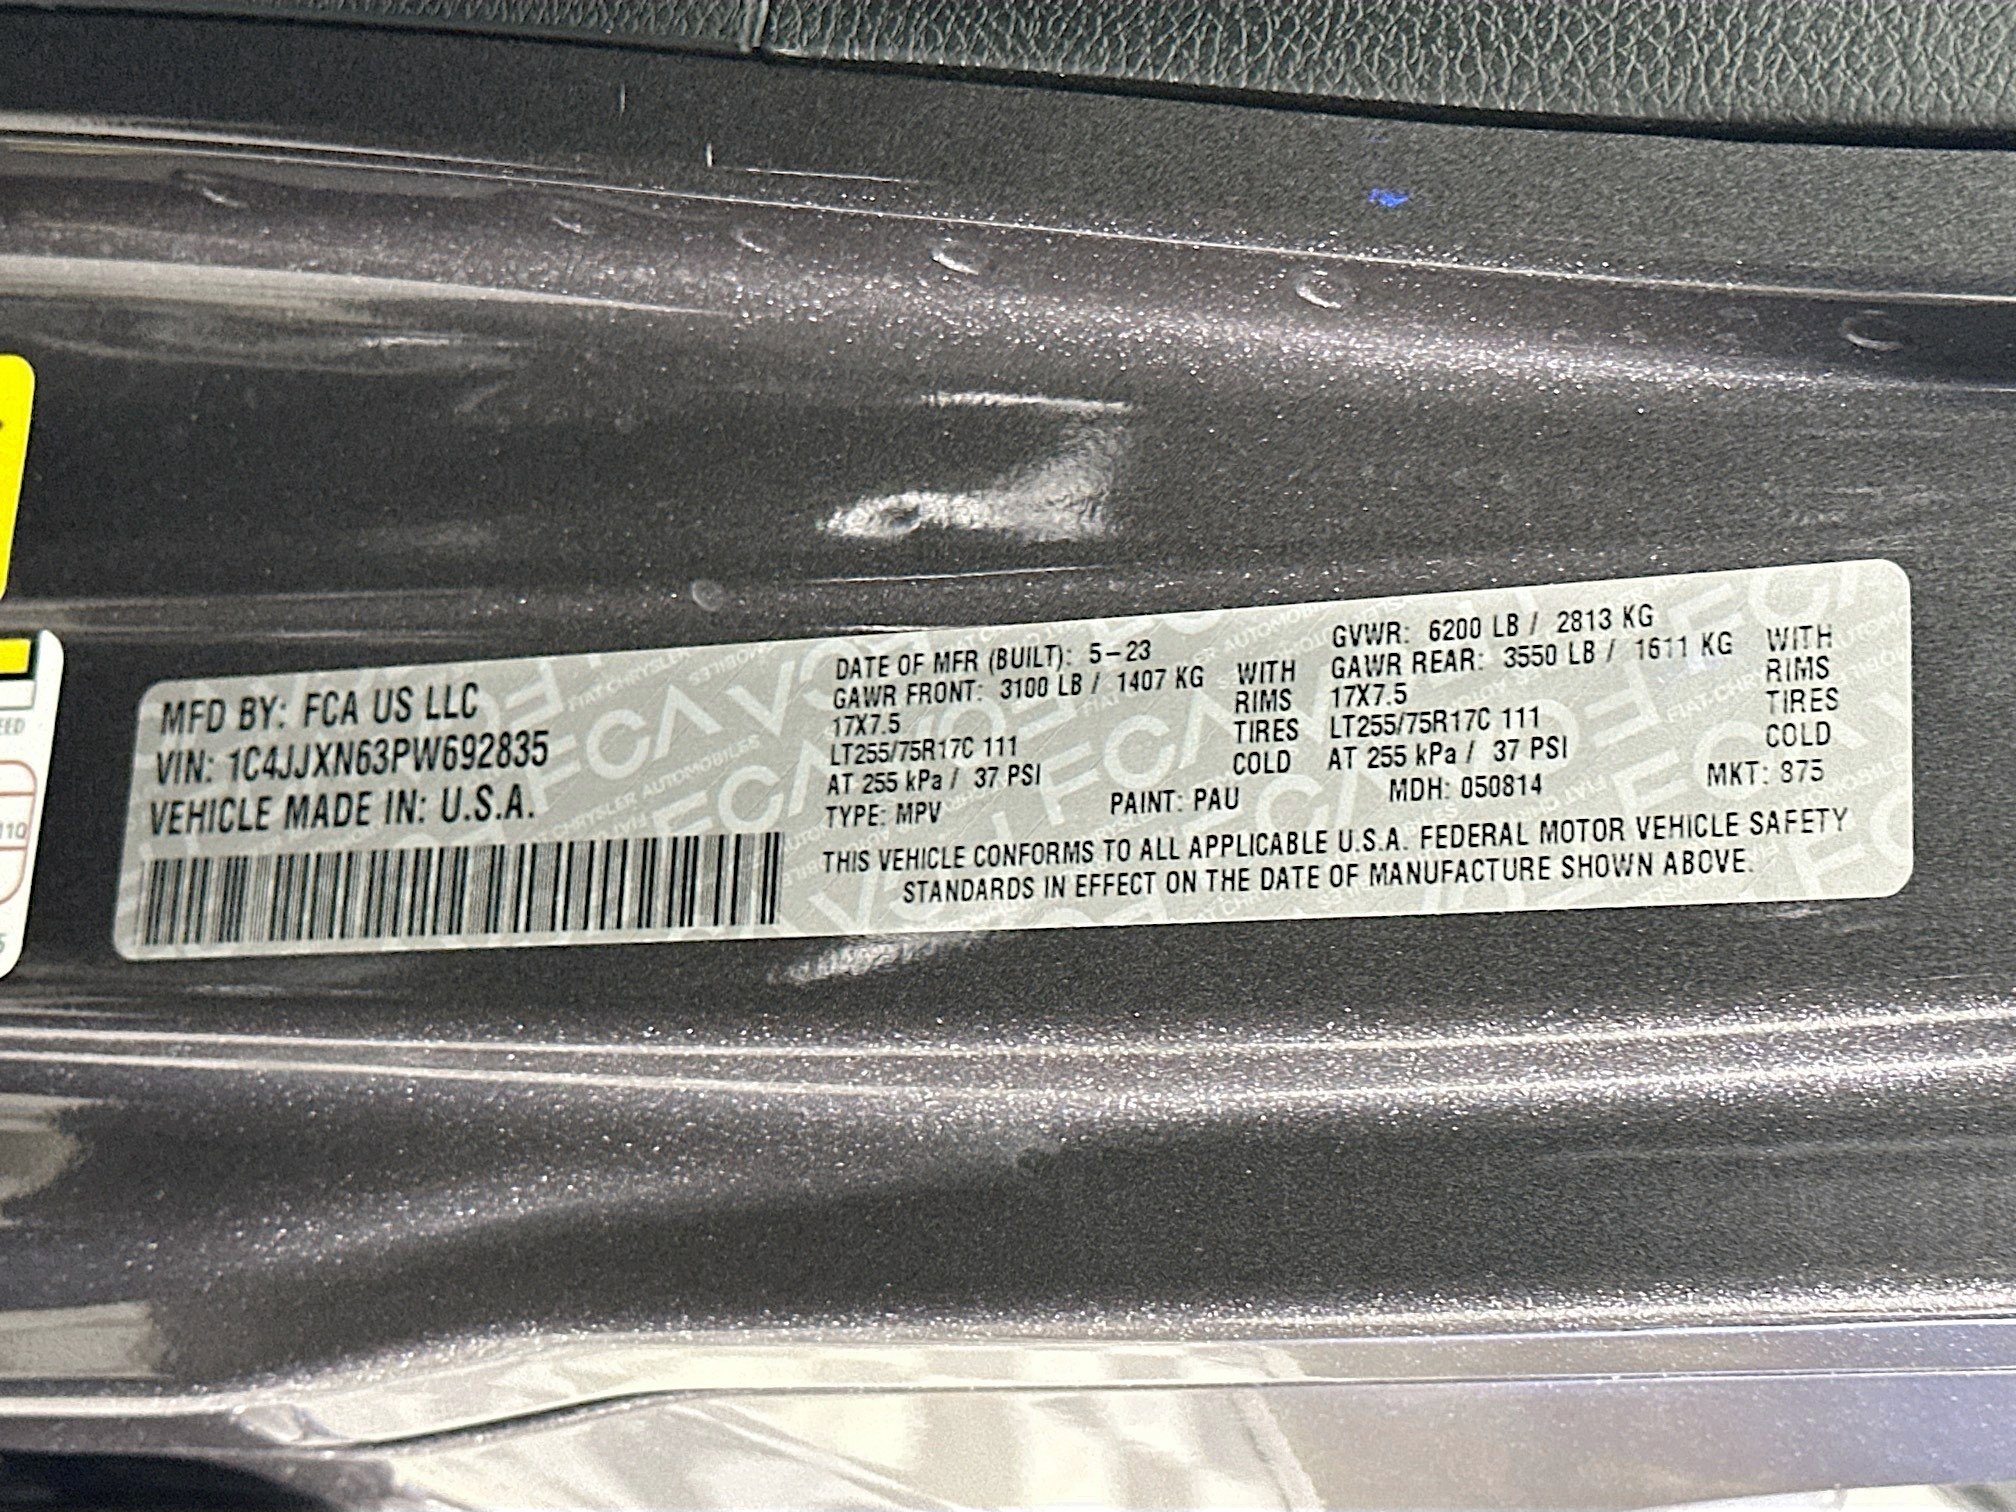 MFD BY: FCA US LLC
VIN: 1C4JJXN63PW692835
VEHICLE MADE IN: U.S.A.
DATE OF MFR (BUILT): 5-23
GAWR FRONT: 3100 LB / 1407 KG WITH
17X7.5 RIMS
LT255/75R17C 111 TIRES
AT 255 kPa / 37 PSI COLD
GVWR: 6200 LB / 2813 KG
GAWR REAR: 3550 LB / 1611 KG WITH
17X7.5 RIMS
LT255/75R17C 111 TIRES
AT 255 kPa / 37 PSI COLD
TYPE: MPV PAINT: PAU MDH: 050814 MKT: 875
THIS VEHICLE CONFORMS TO ALL APPLICABLE U.S.A. FEDERAL MOTOR VEHICLE SAFETY
STANDARDS IN EFFECT ON THE DATE OF MANUFACTURE SHOWN ABOVE.